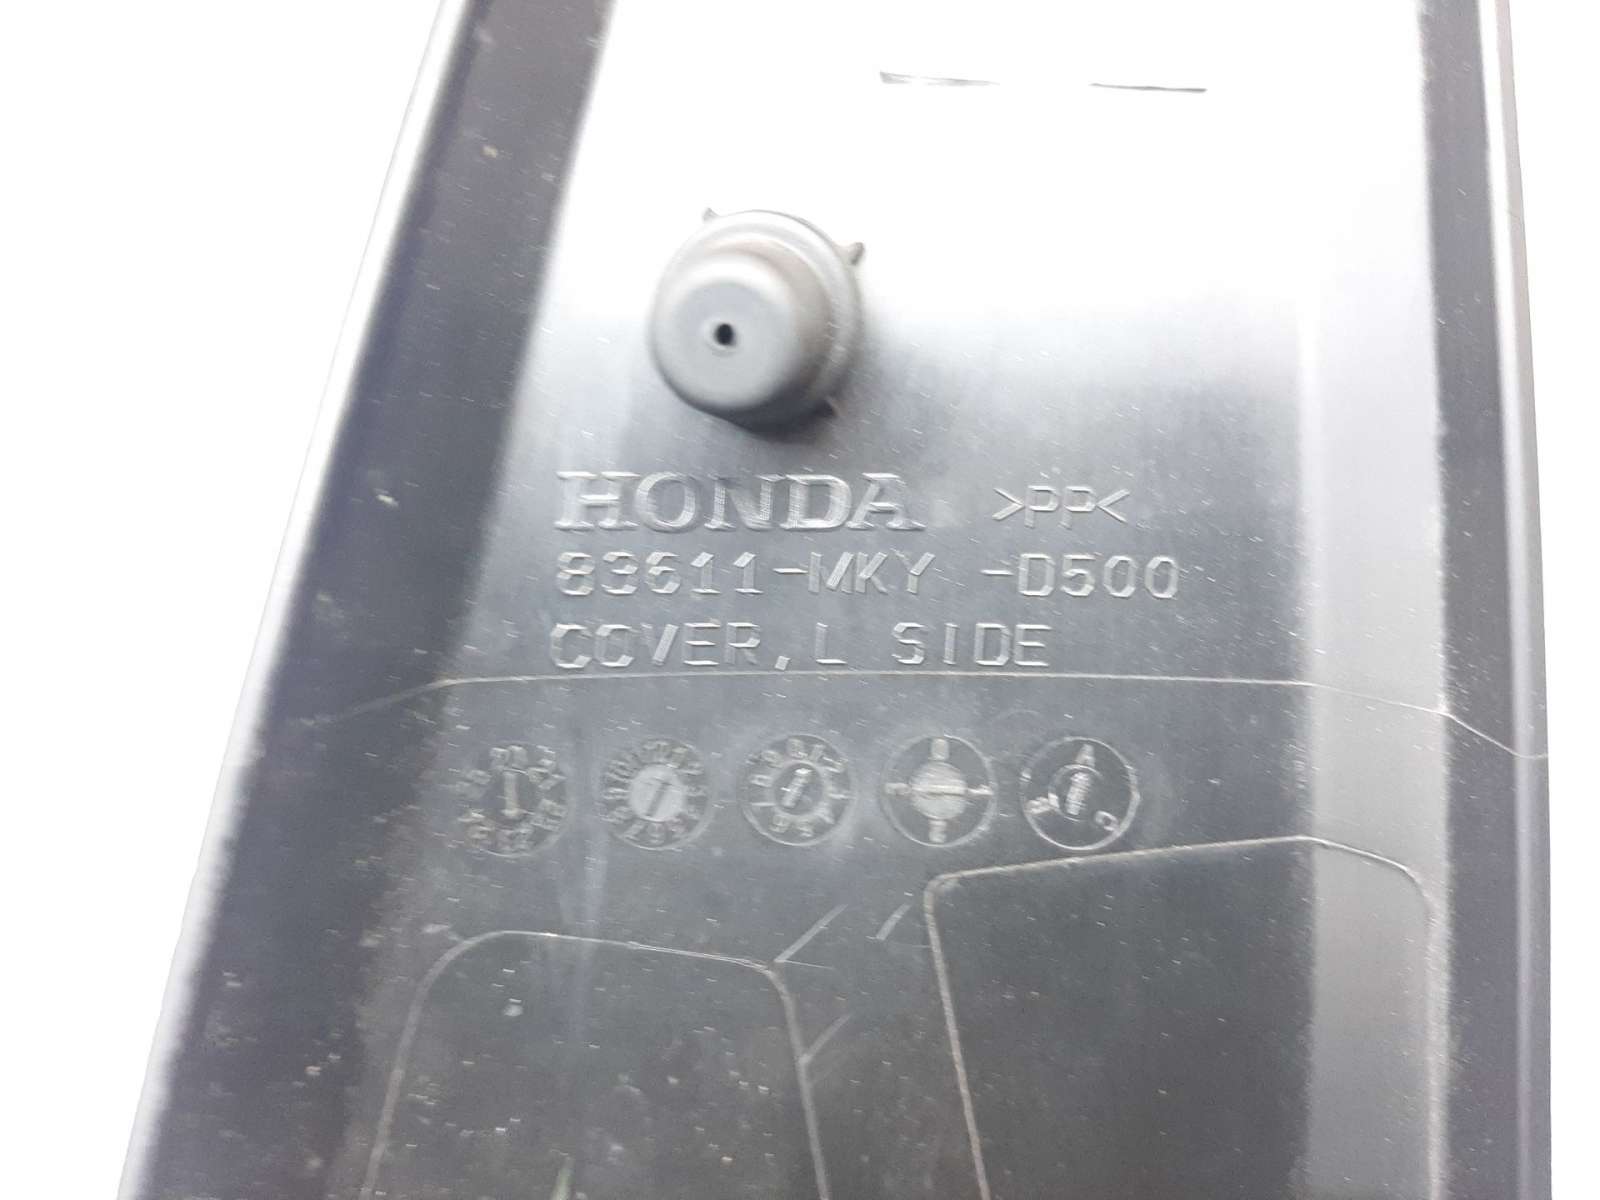 HONDA >PP<
83611-MKY -D500
COVER, L SIDE